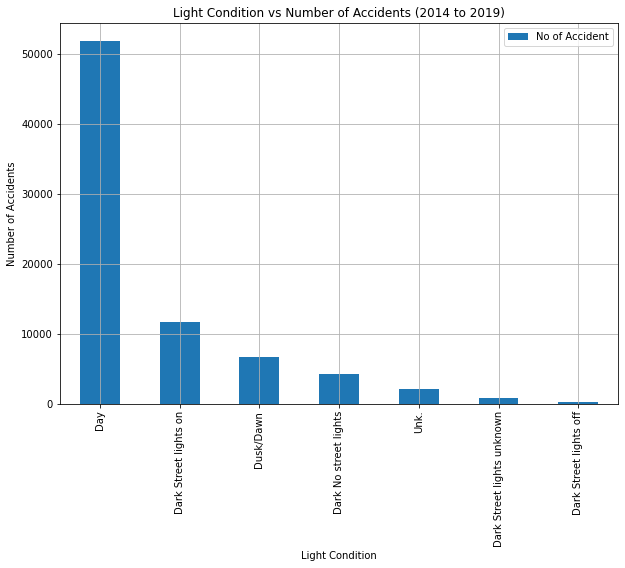 Light Condition vs Number of Accidents (2014 to 2019)
No of Accident
Number of Accidents
50000
40000
30000
20000
10000
0
Day
Dark Street lights on
Dusk/Dawn
Dark No street lights
Unk.
Dark Street lights unknown
Dark Street lights off
Light Condition